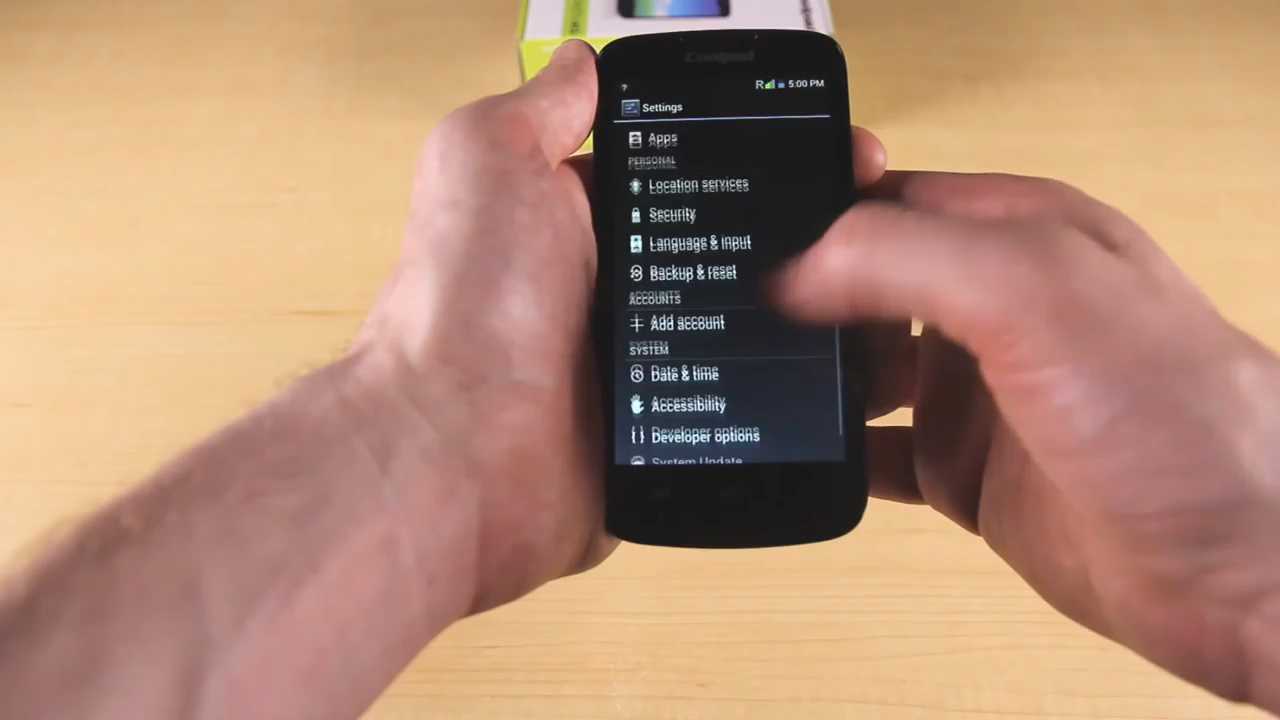 Coolpad
?
R 5:00 PM
Settings
Apps
PERSONAL
Location services
Security
Language & input
Backup & reset
ACCOUNTS
Add account
SYSTEM
Date & time
Accessibility
Developer options
System Update